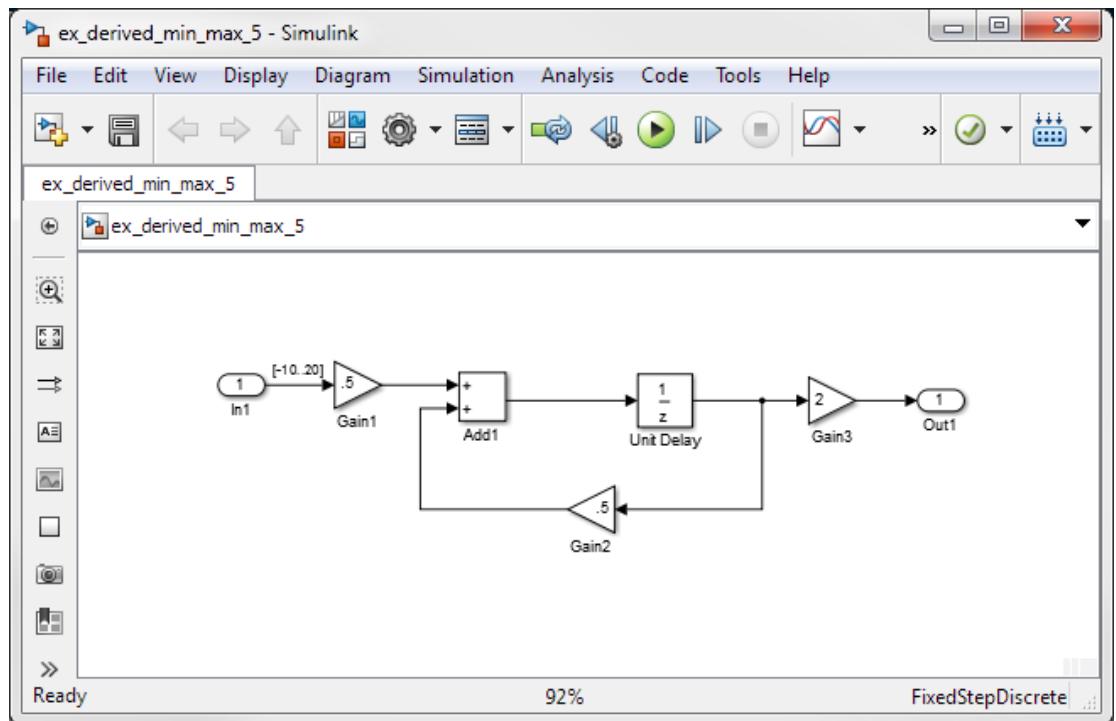 ex_derived_min_max_5 - Simulink
File Edit View Display Diagram Simulation Analysis Code Tools Help
»
ex_derived_min_max_5
ex_derived_min_max_5
[-10..20]
1
.5
+
+
1
z
2
1
In1
Gain1
Add1
Unit Delay
Gain3
Out1
.5
Gain2
A
»
Ready 92% FixedStepDiscrete